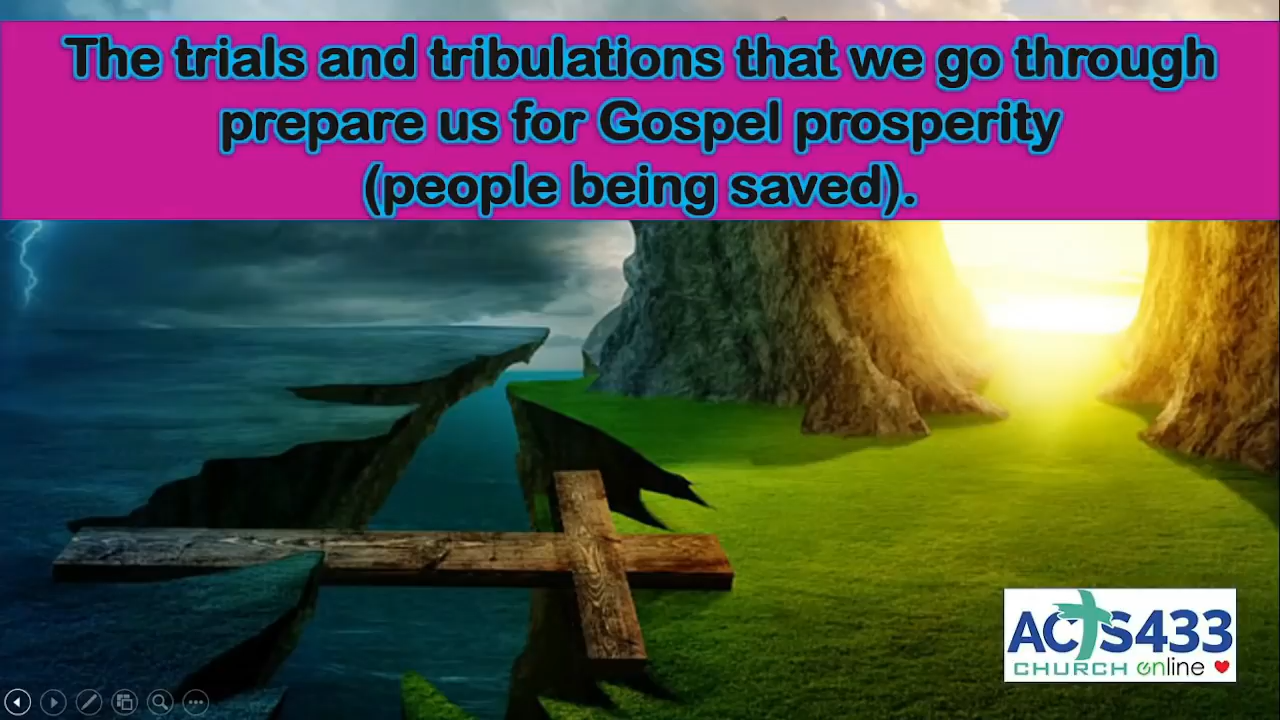 The trials and tribulations that we go through
prepare us for Gospel prosperity
(people being saved).
ACTS433
CHURCH online